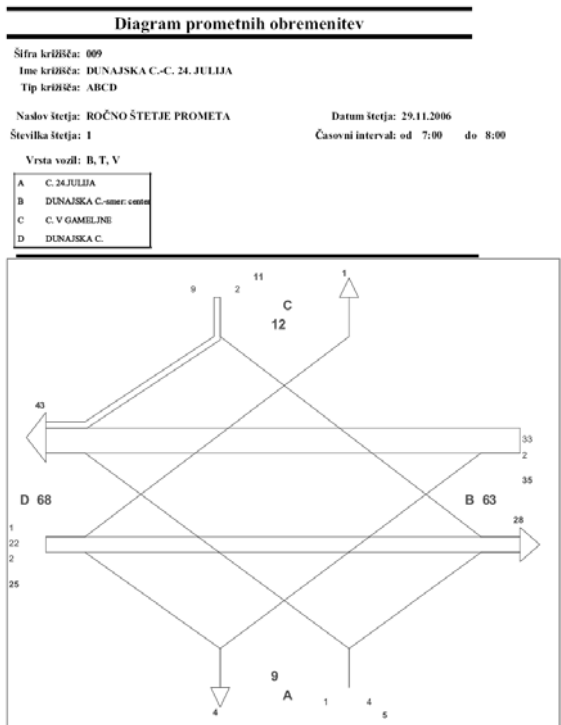 Diagram prometnih obremenitev
Šifra križišča: 009
Ime križišča: DUNAJSKA C.-C. 24. JULIJA
Tip križišča: ABCD
Naslov štetja: ROČNO ŠTETJE PROMETA Datum štetja: 29.11.2006
Številka štetja: 1 Časovni interval: od 7:00 do 8:00
Vrsta vozil: B, T, V
A C. 24.JULIJA
B DUNAJSKA C.-smer: center
C C. V GAMELJNE
D DUNAJSKA C.
9 2 11 1
C
12
43
33
2
35
D 68 B 63
28
1
22
2
25
9
A
4 1 4
5